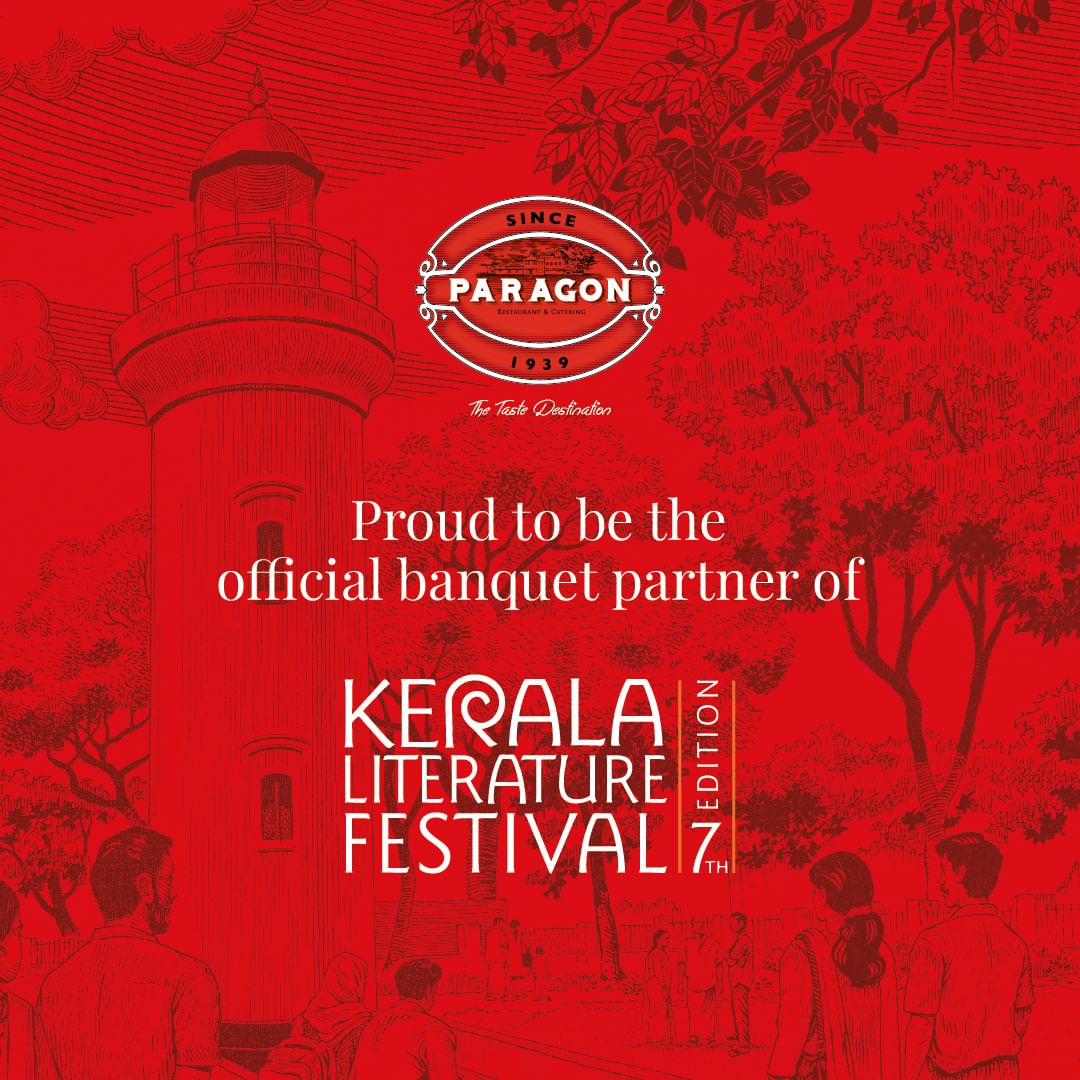 SINCE
PARAGON
RESTAURANT & CATERING
1939
The Taste Destination
Proud to be the
official banquet partner of
KERALA
LITERATURE
FESTIVAL
7TH EDITION